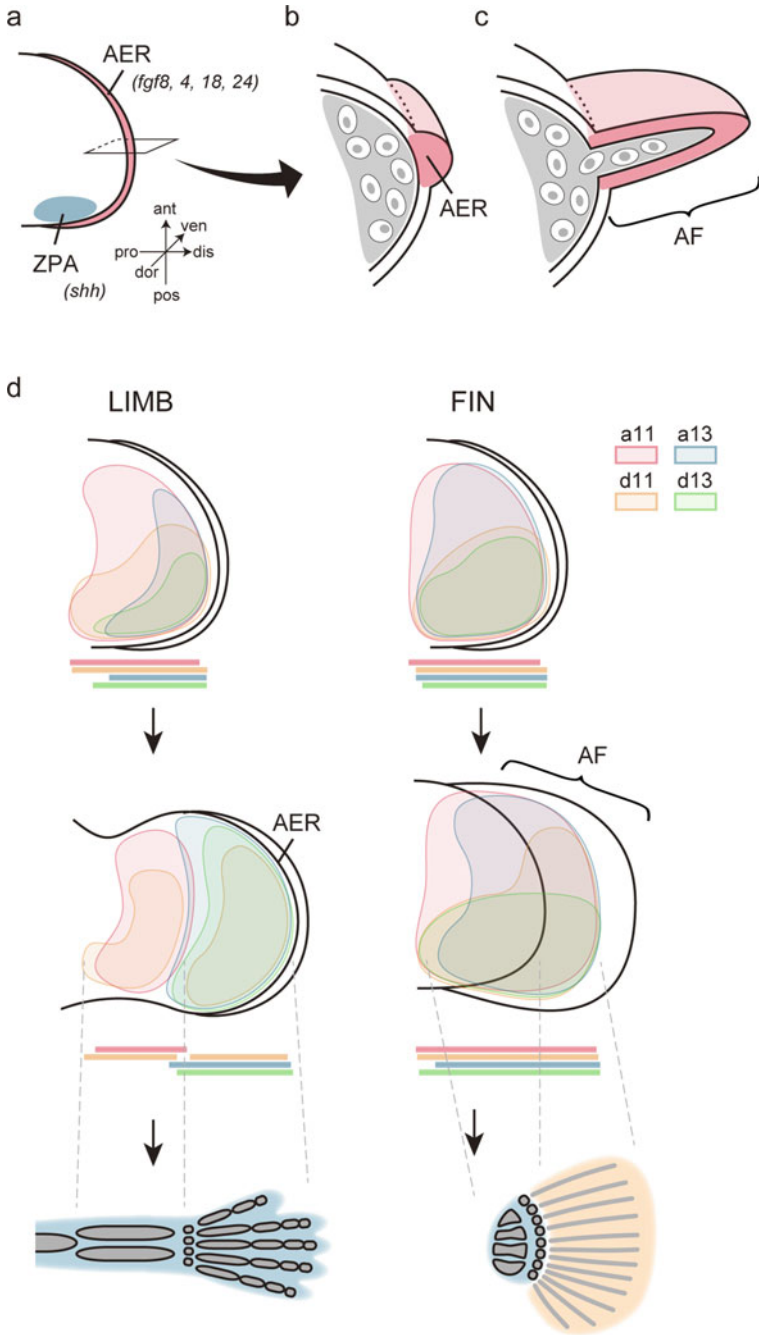 a
AER
(fgf8, 4, 18, 24)
ZPA
(shh)
ant
ven
pro
dis
dor
pos
b
AER
c
AF
d
LIMB
FIN
a11
a13
d11
d13
AER
AF